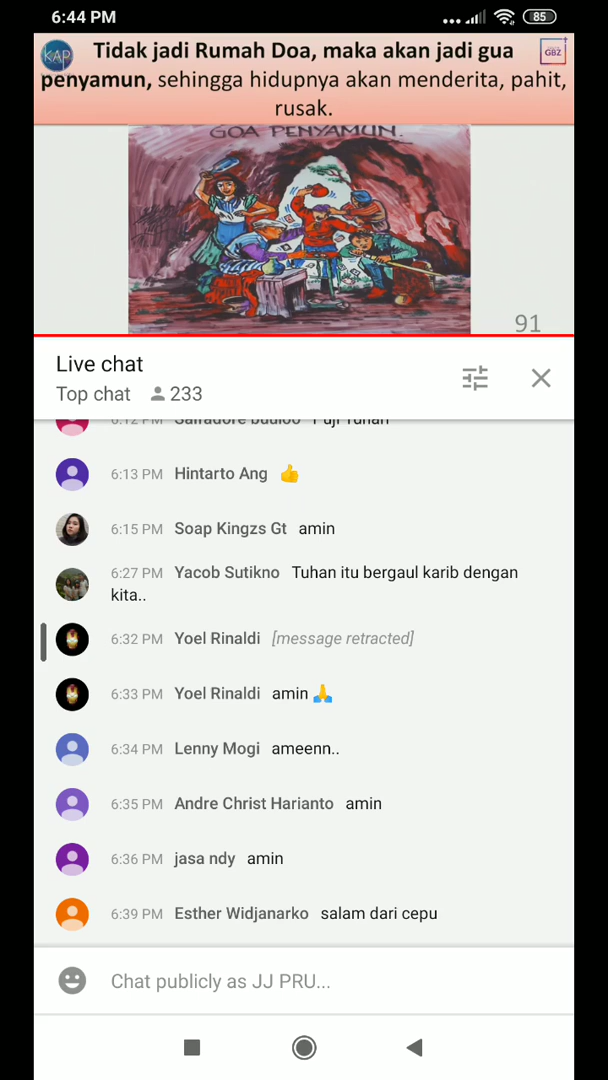 6:44 PM
85
KAP
GBZ
Tidak jadi Rumah Doa, maka akan jadi gua
penyamun, sehingga hidupnya akan menderita, pahit,
rusak.
GOA PENYAMUN.
91
Live chat
Top chat 233
6:12 PM Puji Tuhan
6:13 PM Hintarto Ang 👍
6:15 PM Soap Kingzs Gt amin
6:27 PM Yacob Sutikno Tuhan itu bergaul karib dengan
kita..
6:32 PM Yoel Rinaldi [message retracted]
6:33 PM Yoel Rinaldi amin 🙏
6:34 PM Lenny Mogi ameenn..
6:35 PM Andre Christ Harianto amin
6:36 PM jasa ndy amin
6:39 PM Esther Widjanarko salam dari cepu
Chat publicly as JJ PRU...